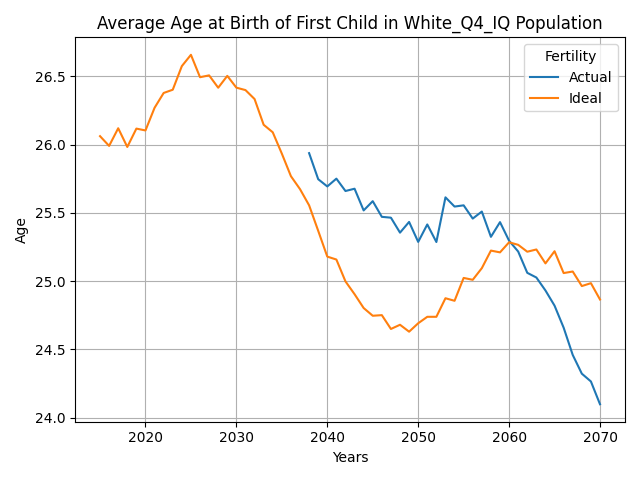 Average Age at Birth of First Child in White_Q4_IQ Population
Fertility
Actual
Ideal
Age
26.5
26.0
25.5
25.0
24.5
24.0
2020 2030 2040 2050 2060 2070
Years